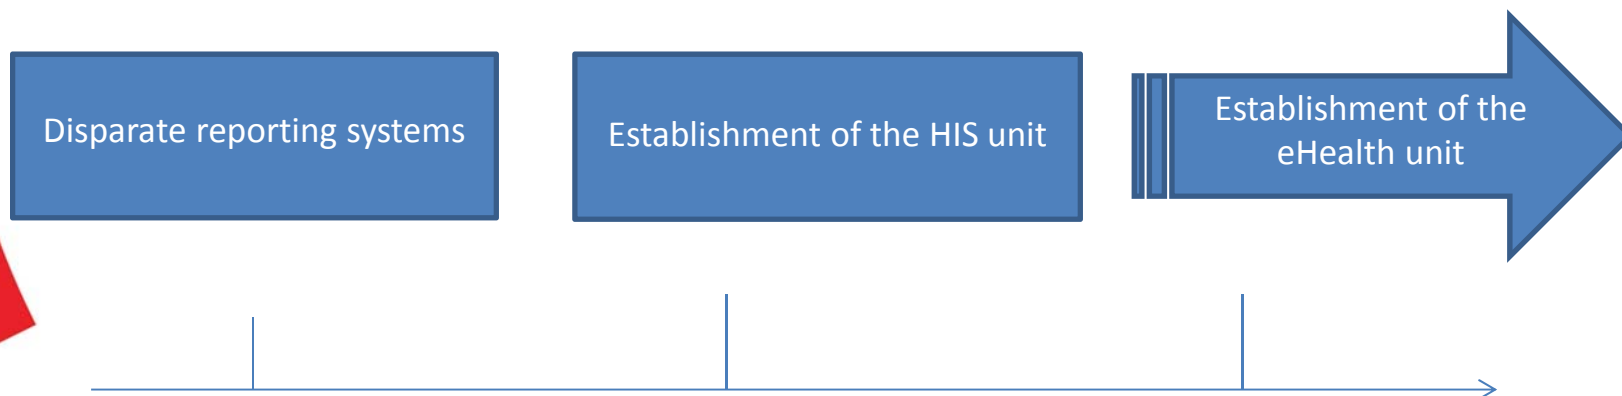 Disparate reporting systems
Establishment of the HIS unit
Establishment of the
eHealth unit